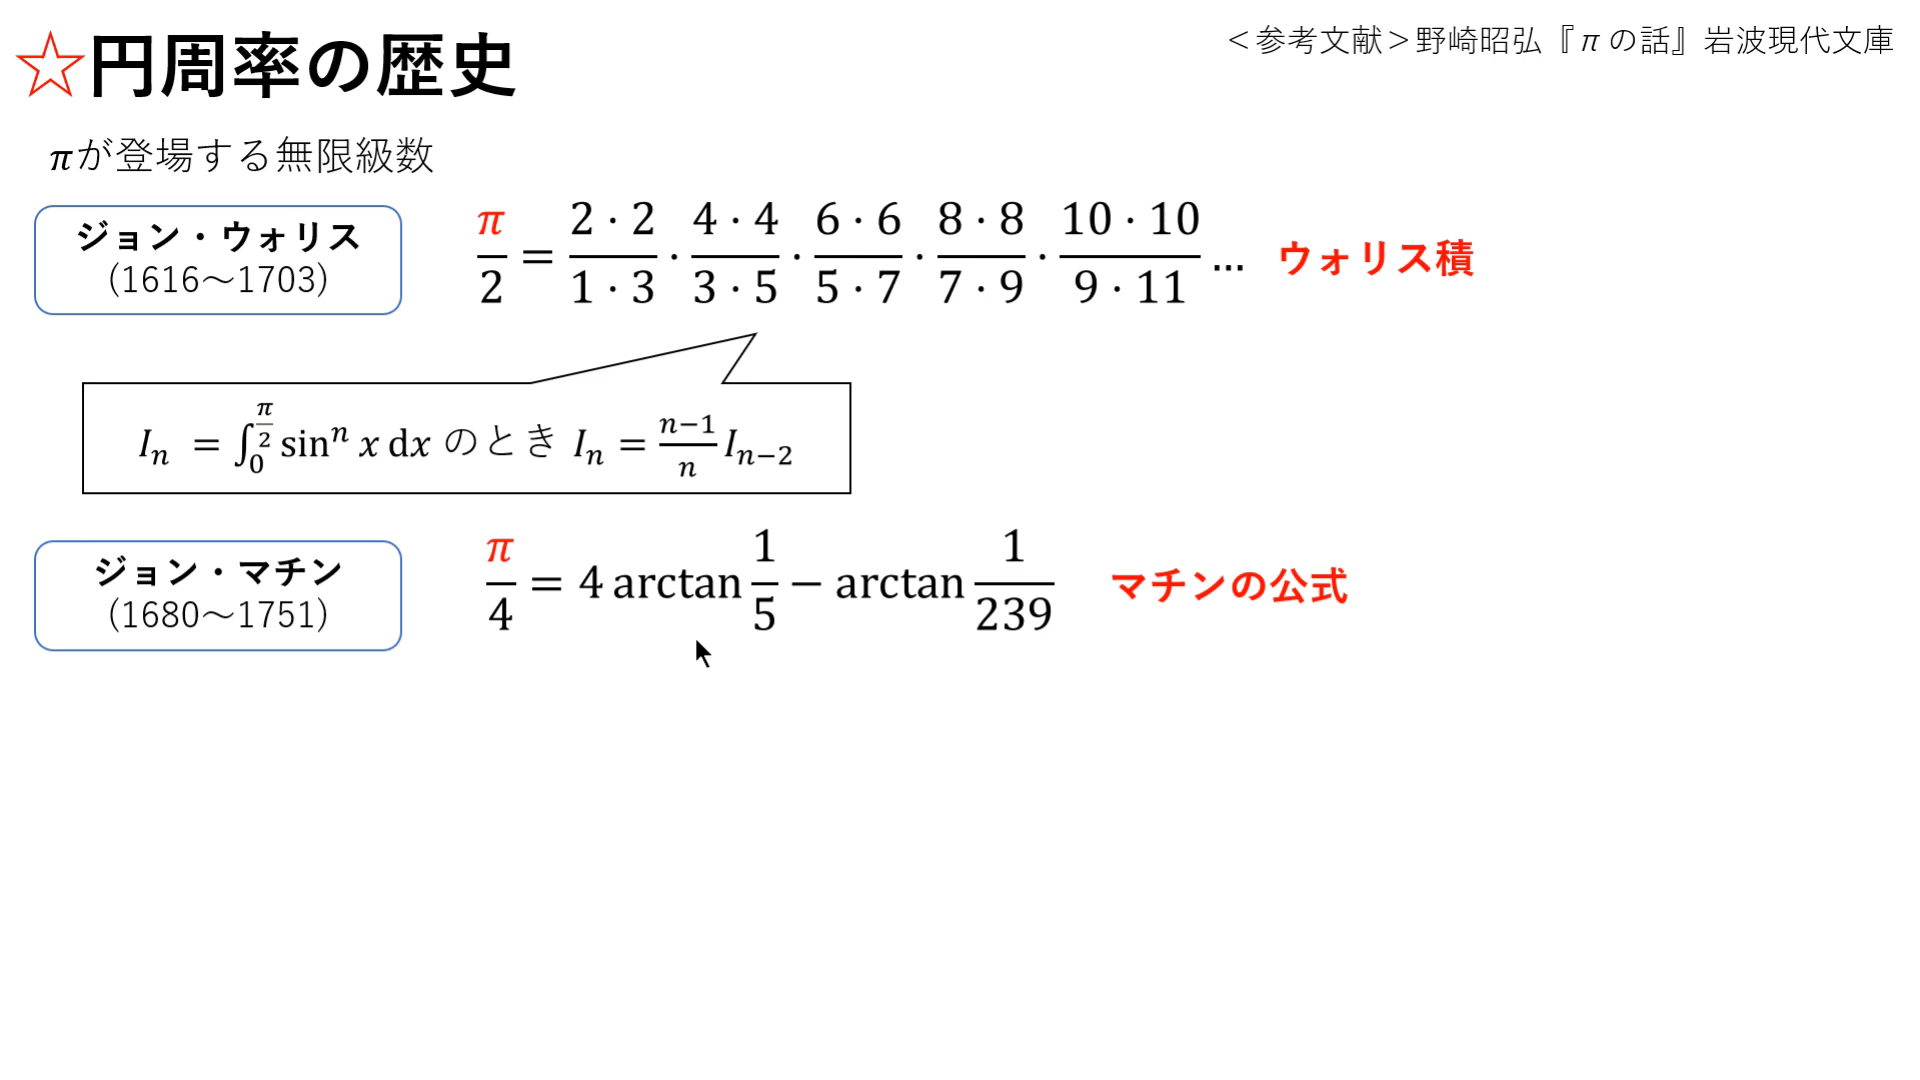 ☆円周率の歴史
＜参考文献＞野崎昭弘『π の話』岩波現代文庫
πが登場する無限級数
ジョン・ウォリス
(1616～1703)
π/2 = 2・2/1・3 · 4・4/3・5 · 6・6/5・7 · 8・8/7・9 · 10・10/9・11 … ウォリス積
I_n = ∫_0^{π/2} sin^n x dx のとき I_n = n−1/n I_{n−2}
ジョン・マチン
(1680～1751)
π/4 = 4 arctan 1/5 − arctan 1/239 マチンの公式